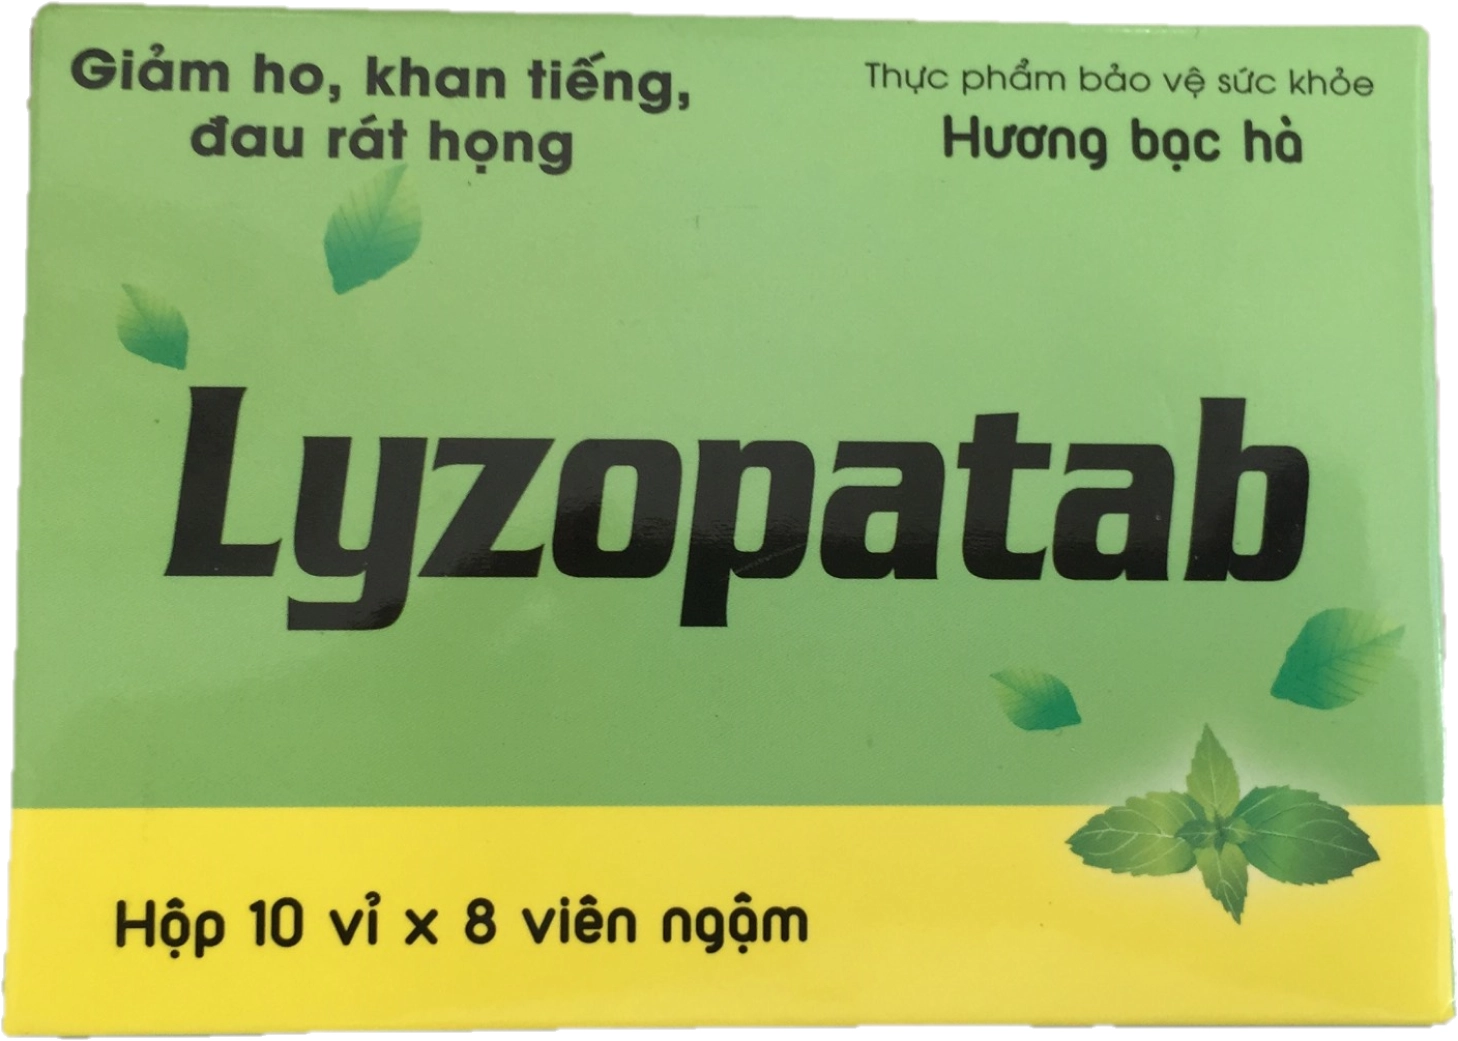 Giảm ho, khan tiếng,
đau rát họng
Thực phẩm bảo vệ sức khỏe
Hương bạc hà
Lyzopatab
Hộp 10 vỉ x 8 viên ngậm